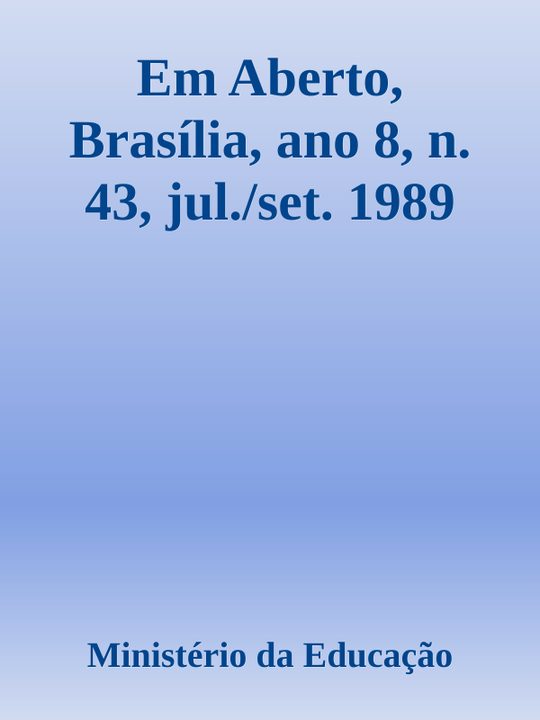 Em Aberto,
Brasília, ano 8, n.
43, jul./set. 1989
Ministério da Educação